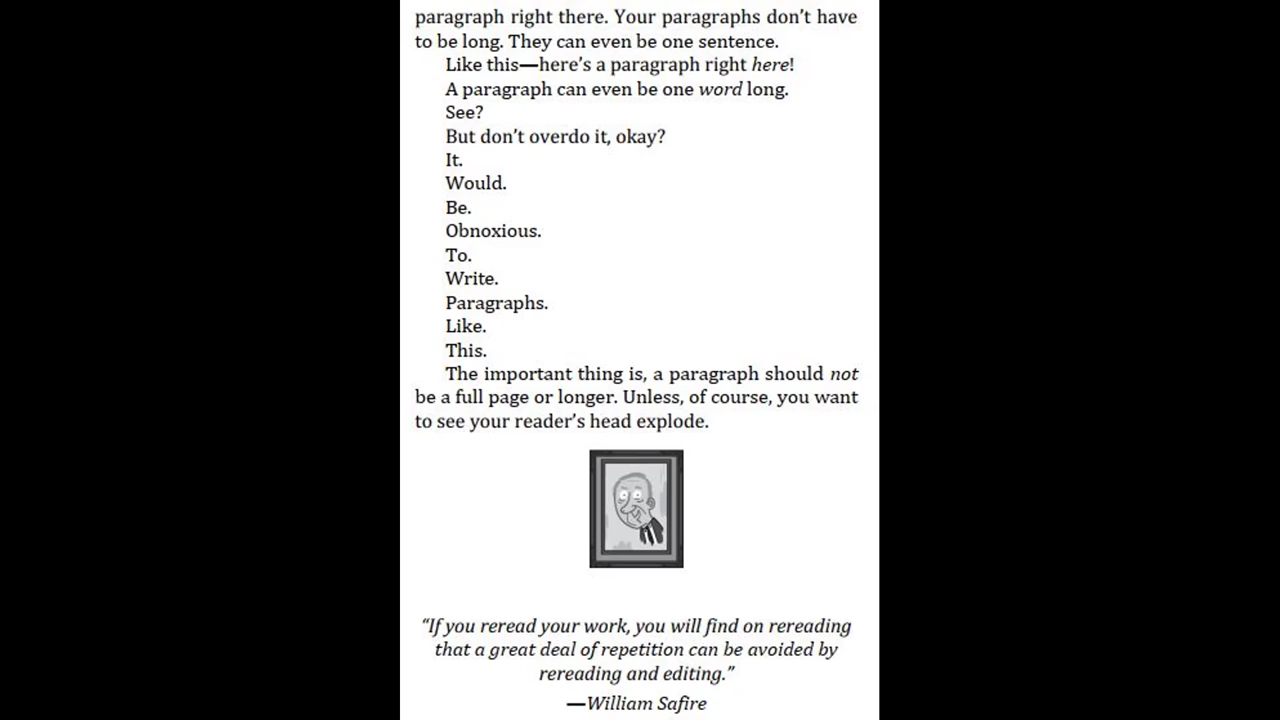 paragraph right there. Your paragraphs don’t have
to be long. They can even be one sentence.
Like this—here’s a paragraph right here!
A paragraph can even be one word long.
See?
But don’t overdo it, okay?
It.
Would.
Be.
Obnoxious.
To.
Write.
Paragraphs.
Like.
This.
The important thing is, a paragraph should not
be a full page or longer. Unless, of course, you want
to see your reader’s head explode.
“If you reread your work, you will find on rereading
that a great deal of repetition can be avoided by
rereading and editing.”
—William Safire